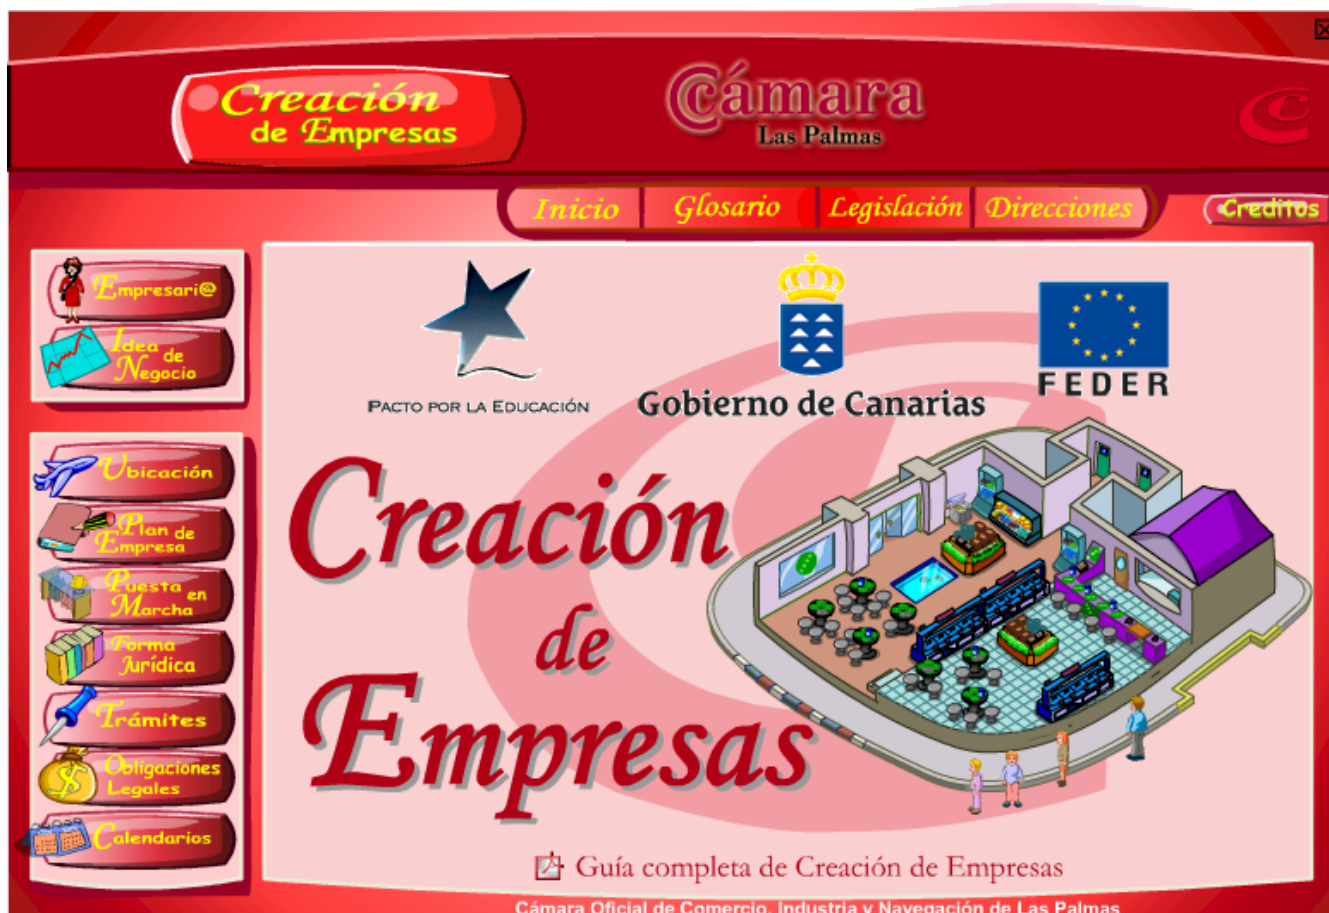 Creación
de Empresas
Cámara
Las Palmas
Inicio
Glosario
Legislación
Direcciones
Creditos
Empresari@
Idea de
Negocio
Ubicación
Plan de
Empresa
Puesta en
Marcha
Forma
Jurídica
Trámites
Obligaciones
Legales
Calendarios
PACTO POR LA EDUCACIÓN
Gobierno de Canarias
FEDER
Creación
de
Empresas
Guía completa de Creación de Empresas
Cámara Oficial de Comercio, Industria y Navegación de Las Palmas